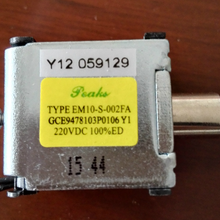 Y12 059129
Peaks
TYPE EM10-S-002FA
GCE9478103P0106 Y1
220VDC 100%ED
15 44